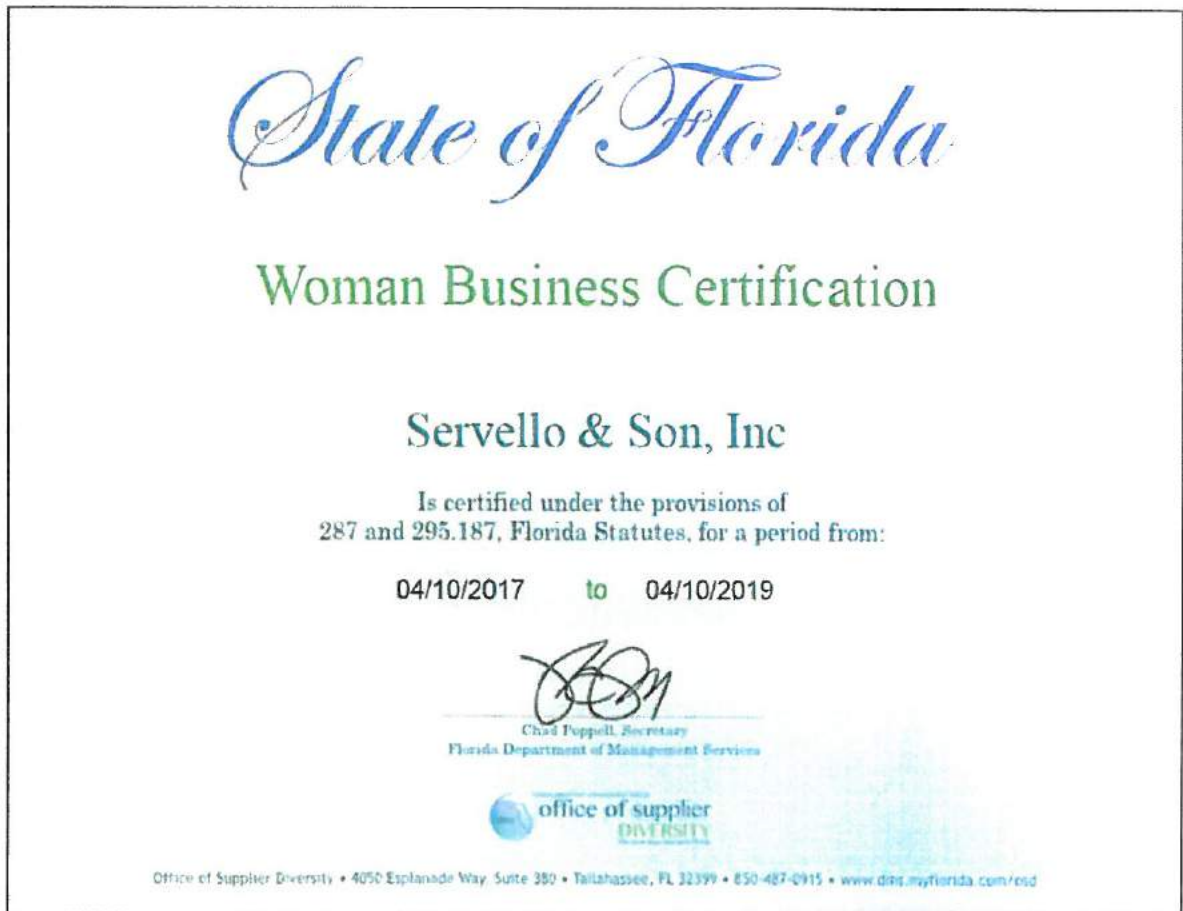 State of Florida
Woman Business Certification
Servello & Son, Inc
Is certified under the provisions of
287 and 295.187, Florida Statutes, for a period from:
04/10/2017 to 04/10/2019
Chad Poppell, Secretary
Florida Department of Management Services
office of supplier
DIVERSITY
Office of Supplier Diversity • 4050 Esplanade Way, Suite 380 • Tallahassee, FL 32399 • 850-487-0915 • www.dms.myflorida.com/osd